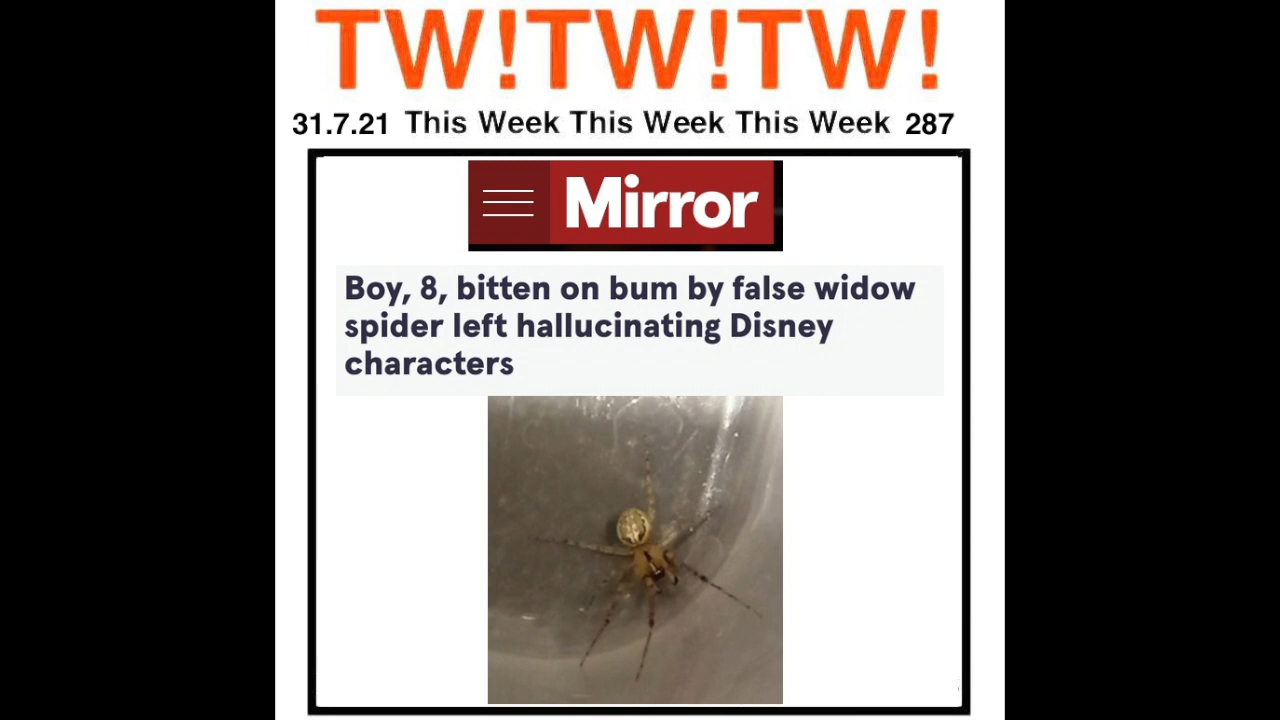 TW!TW!TW!
31.7.21 This Week This Week This Week 287
Mirror
Boy, 8, bitten on bum by false widow
spider left hallucinating Disney
characters